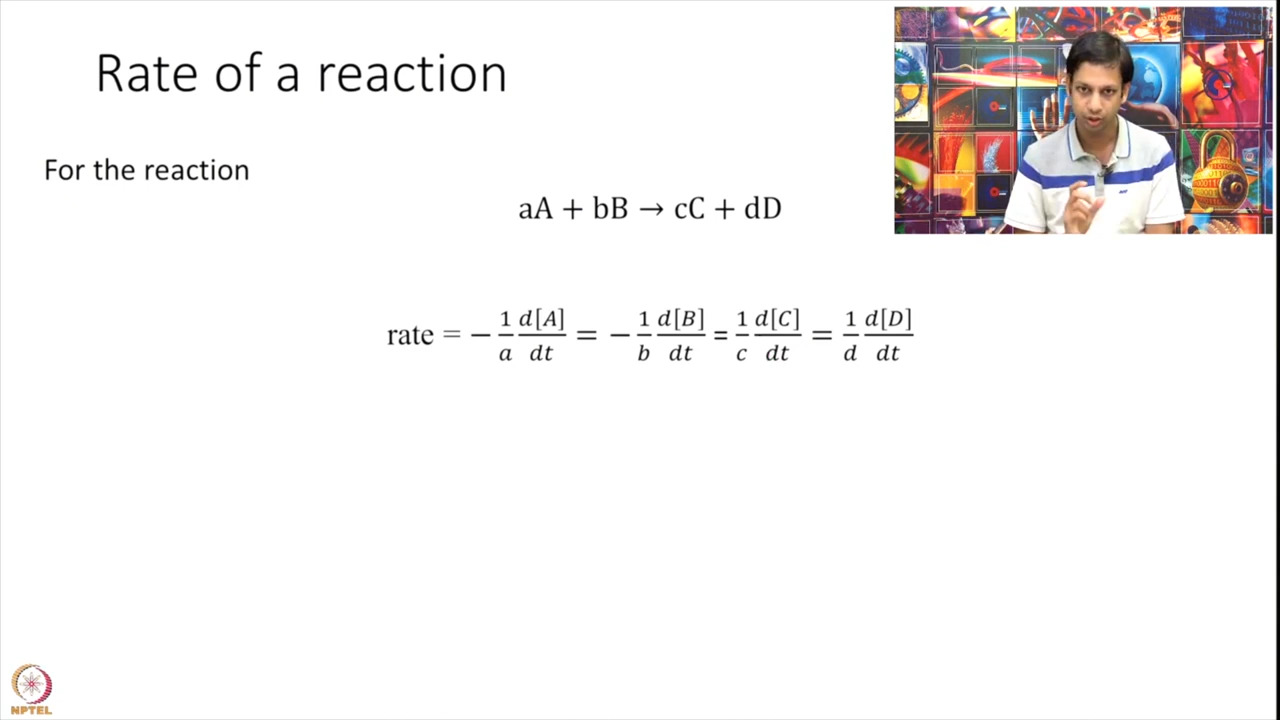 Rate of a reaction
For the reaction
aA + bB → cC + dD
rate = − 1/a d[A]/dt = − 1/b d[B]/dt = 1/c d[C]/dt = 1/d d[D]/dt
NPTEL